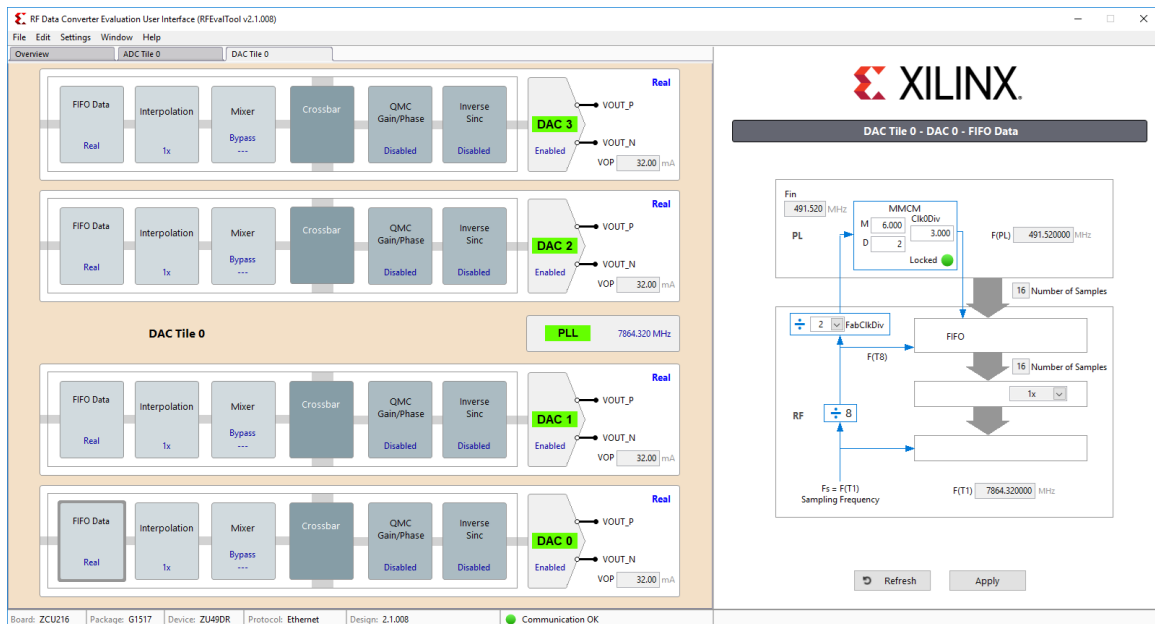 RF Data Converter Evaluation User Interface (RFEvalTool v2.1.008)
File Edit Settings Window Help
Overview ADC Tile 0 DAC Tile 0
Real
FIFO Data
Real
Interpolation
1x
Mixer
Bypass
---
Crossbar
QMC
Gain/Phase
Disabled
Inverse
Sinc
Disabled
DAC 3
Enabled
VOUT_P
VOUT_N
VOP 32.00 mA
Real
FIFO Data
Real
Interpolation
1x
Mixer
Bypass
---
Crossbar
QMC
Gain/Phase
Disabled
Inverse
Sinc
Disabled
DAC 2
Enabled
VOUT_P
VOUT_N
VOP 32.00 mA
DAC Tile 0
PLL 7864.320 MHz
Real
FIFO Data
Real
Interpolation
1x
Mixer
Bypass
---
Crossbar
QMC
Gain/Phase
Disabled
Inverse
Sinc
Disabled
DAC 1
Enabled
VOUT_P
VOUT_N
VOP 32.00 mA
Real
FIFO Data
Real
Interpolation
1x
Mixer
Bypass
---
Crossbar
QMC
Gain/Phase
Disabled
Inverse
Sinc
Disabled
DAC 0
Enabled
VOUT_P
VOUT_N
VOP 32.00 mA
XILINX.
DAC Tile 0 - DAC 0 - FIFO Data
Fin
491.520 MHz
PL
MMCM
M 6.000
Clk0Div
3.000
D 2
Locked
F(PL) 491.520000 MHz
16 Number of Samples
÷ 2 FabClkDiv
FIFO
F(T8)
16 Number of Samples
1x
RF
÷ 8
Fs = F(T1)
Sampling Frequency
F(T1) 7864.320000 MHz
Refresh Apply
Board: ZCU216 Package: G1517 Device: ZU49DR Protocol: Ethernet Design: 2.1.008 Communication OK